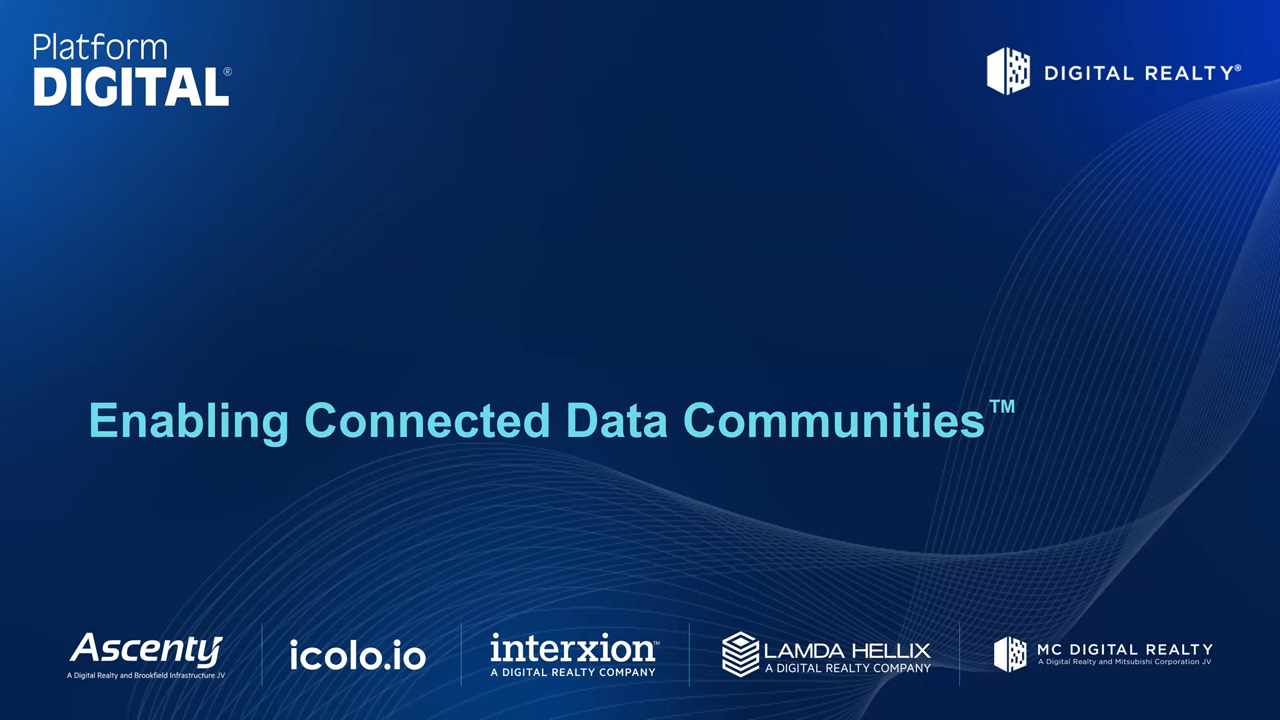 Platform
DIGITAL®
DIGITAL REALTY®
Enabling Connected Data Communities™
Ascenty
A Digital Realty and Brookfield Infrastructure JV
icolo.io
interxion™
A DIGITAL REALTY COMPANY
LAMDA HELLIX
A DIGITAL REALTY COMPANY
MC DIGITAL REALTY
A Digital Realty and Mitsubishi Corporation JV